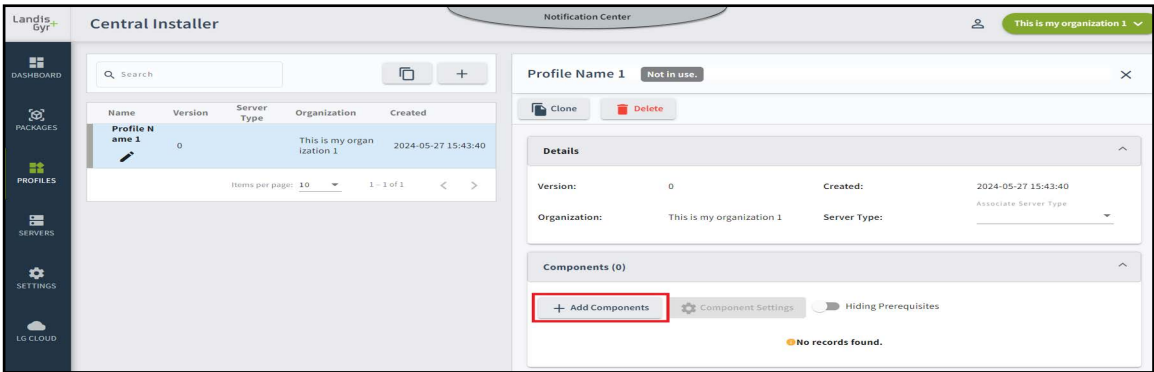 Landis+
Gyr
Central Installer
Notification Center
This is my organization 1
DASHBOARD
PACKAGES
PROFILES
SERVERS
SETTINGS
LG CLOUD
Search
Name Version Server Type Organization Created
Profile N
ame 1
0
This is my organ
ization 1
2024-05-27 15:43:40
Items per page: 10 1 – 1 of 1
Profile Name 1 Not in use.
Clone Delete
Details
Version: 0 Created: 2024-05-27 15:43:40
Associate Server Type
Organization: This is my organization 1 Server Type:
Components (0)
Add Components Component Settings Hiding Prerequisites
No records found.